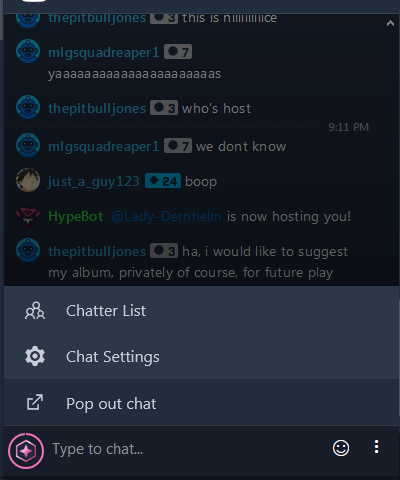 thepitbulljones 3 this is niiiiiiiiice
mlgsquadreaper1 7
yaaaaaaaaaaaaaaaaaaaaaas
thepitbulljones 3 who's host
9:11 PM
mlgsquadreaper1 7 we dont know
just_a_guy123 24 boop
HypeBot @Lady-Dernhelm is now hosting you!
thepitbulljones 3 ha, i would like to suggest
my album, privately of course, for future play
Chatter List
Chat Settings
Pop out chat
Type to chat...